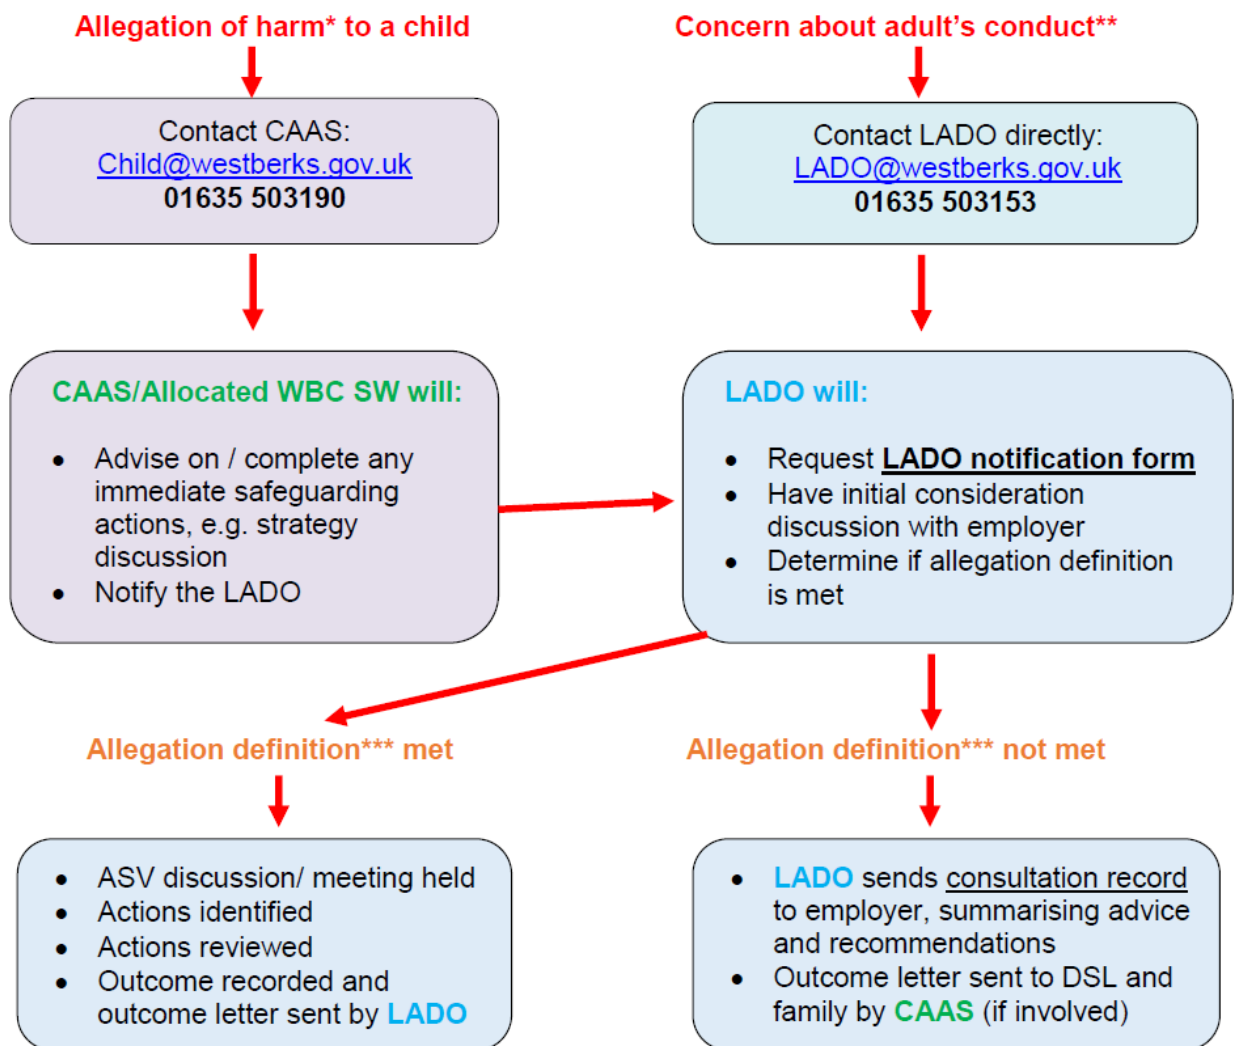 Allegation of harm* to a child
Concern about adult's conduct**
Contact CAAS:
Child@westberks.gov.uk
01635 503190
Contact LADO directly:
LADO@westberks.gov.uk
01635 503153
CAAS/Allocated WBC SW will:
• Advise on / complete any
immediate safeguarding
actions, e.g. strategy
discussion
• Notify the LADO
LADO will:
• Request LADO notification form
• Have initial consideration
discussion with employer
• Determine if allegation definition
is met
Allegation definition*** met
Allegation definition*** not met
• ASV discussion/ meeting held
• Actions identified
• Actions reviewed
• Outcome recorded and
outcome letter sent by LADO
• LADO sends consultation record
to employer, summarising advice
and recommendations
• Outcome letter sent to DSL and
family by CAAS (if involved)